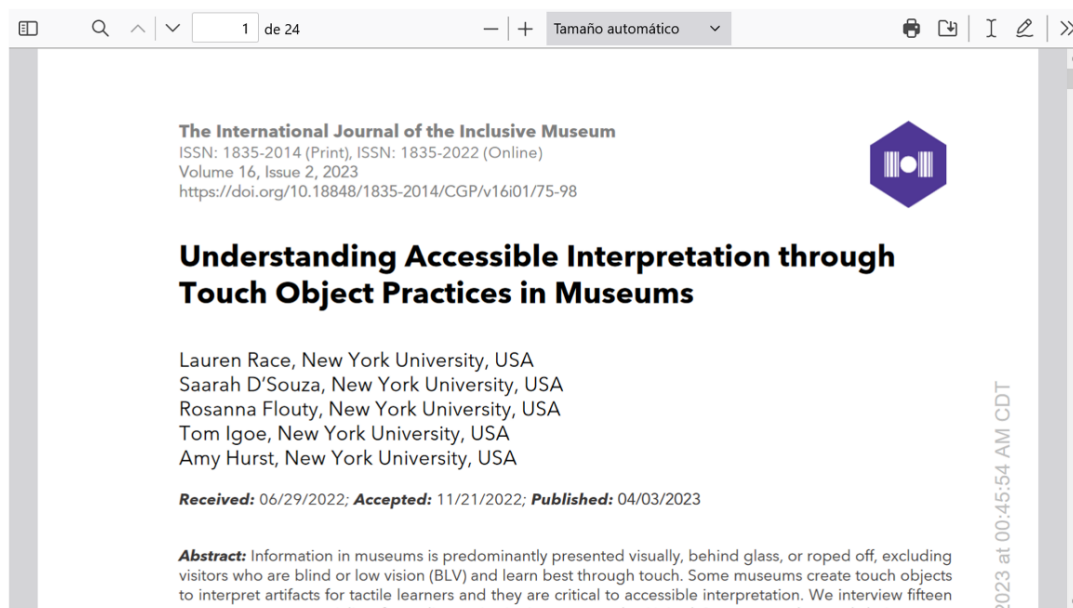 1 de 24 Tamaño automático
The International Journal of the Inclusive Museum
ISSN: 1835-2014 (Print), ISSN: 1835-2022 (Online)
Volume 16, Issue 2, 2023
https://doi.org/10.18848/1835-2014/CGP/v16i01/75-98
Understanding Accessible Interpretation through
Touch Object Practices in Museums
Lauren Race, New York University, USA
Saarah D'Souza, New York University, USA
Rosanna Flouty, New York University, USA
Tom Igoe, New York University, USA
Amy Hurst, New York University, USA
Received: 06/29/2022; Accepted: 11/21/2022; Published: 04/03/2023
Abstract: Information in museums is predominantly presented visually, behind glass, or roped off, excluding
visitors who are blind or low vision (BLV) and learn best through touch. Some museums create touch objects
to interpret artifacts for tactile learners and they are critical to accessible interpretation. We interview fifteen
2023 at 00:45:54 AM CDT